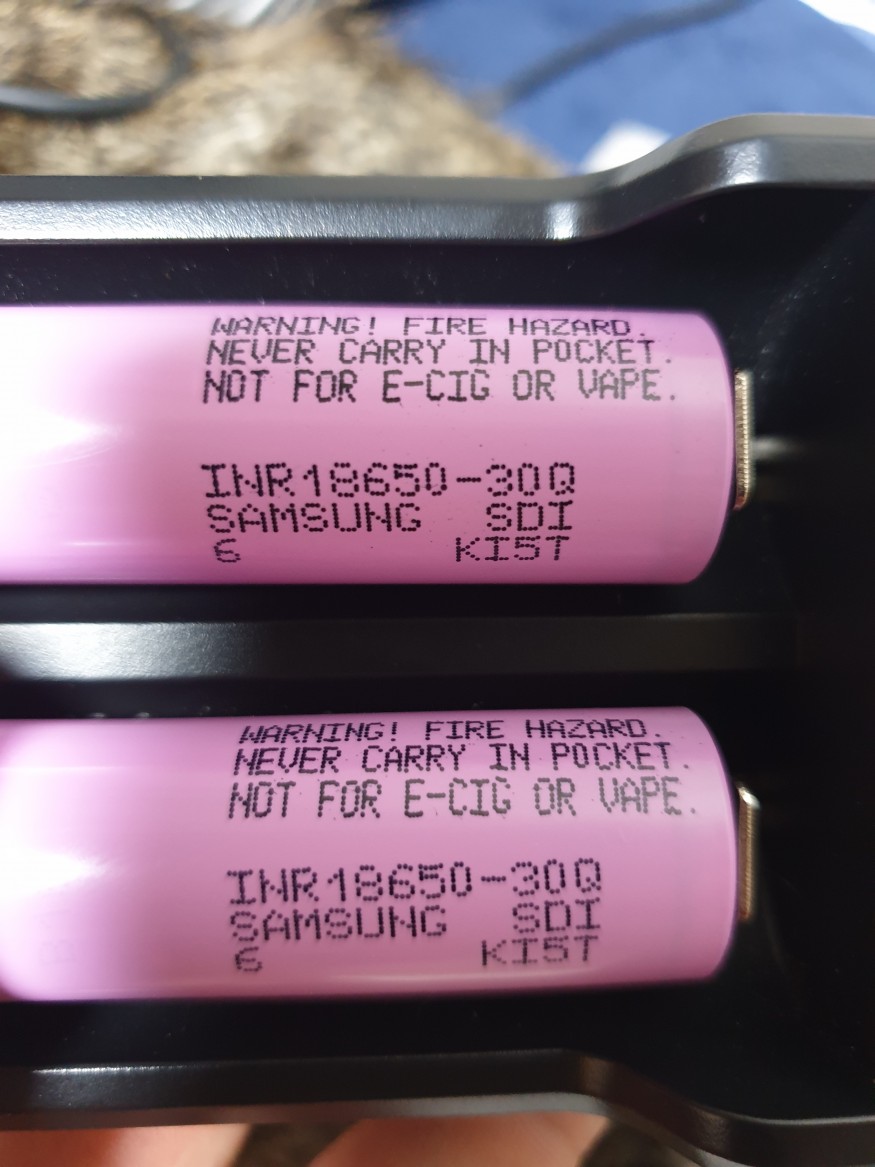 WARNING! FIRE HAZARD.
NEVER CARRY IN POCKET.
NOT FOR E-CIG OR VAPE.
INR18650-30Q
SAMSUNG SDI
6 KI5T
WARNING! FIRE HAZARD.
NEVER CARRY IN POCKET.
NOT FOR E-CIG OR VAPE.
INR18650-30Q
SAMSUNG SDI
6 KI5T